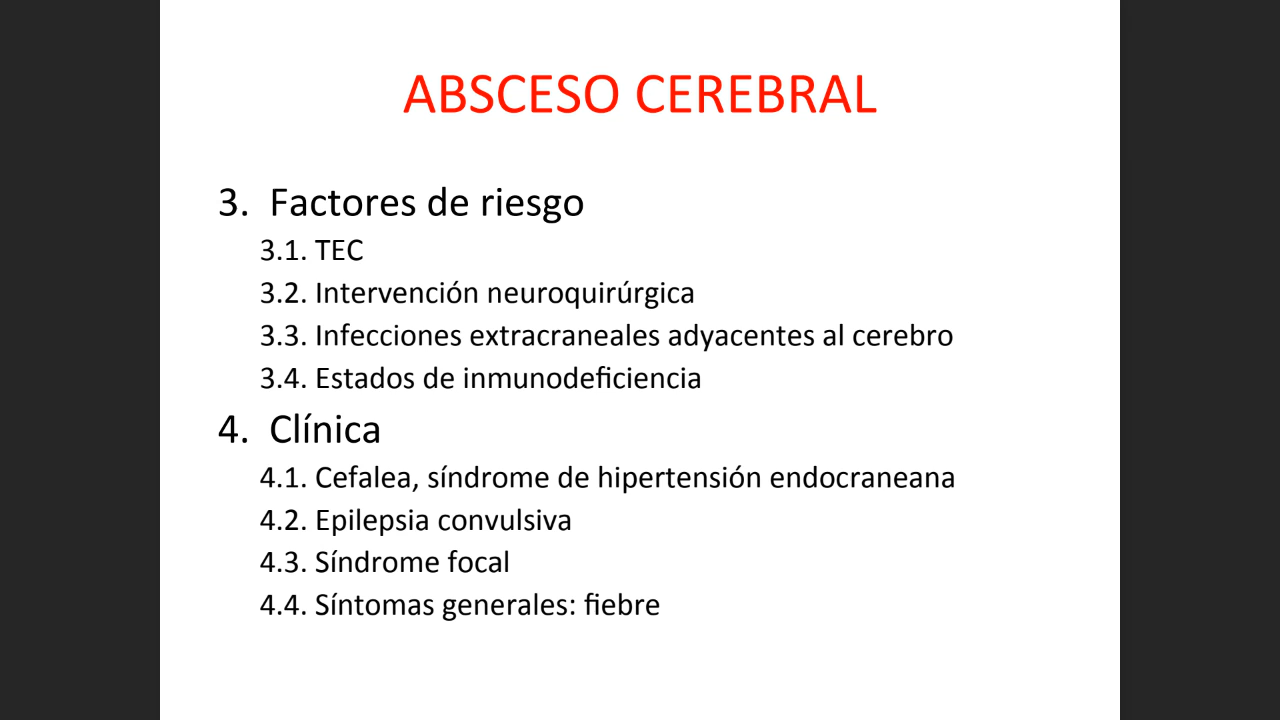 ABSCESO CEREBRAL
3. Factores de riesgo
3.1. TEC
3.2. Intervención neuroquirúrgica
3.3. Infecciones extracraneales adyacentes al cerebro
3.4. Estados de inmunodeficiencia
4. Clínica
4.1. Cefalea, síndrome de hipertensión endocraneana
4.2. Epilepsia convulsiva
4.3. Síndrome focal
4.4. Síntomas generales: fiebre